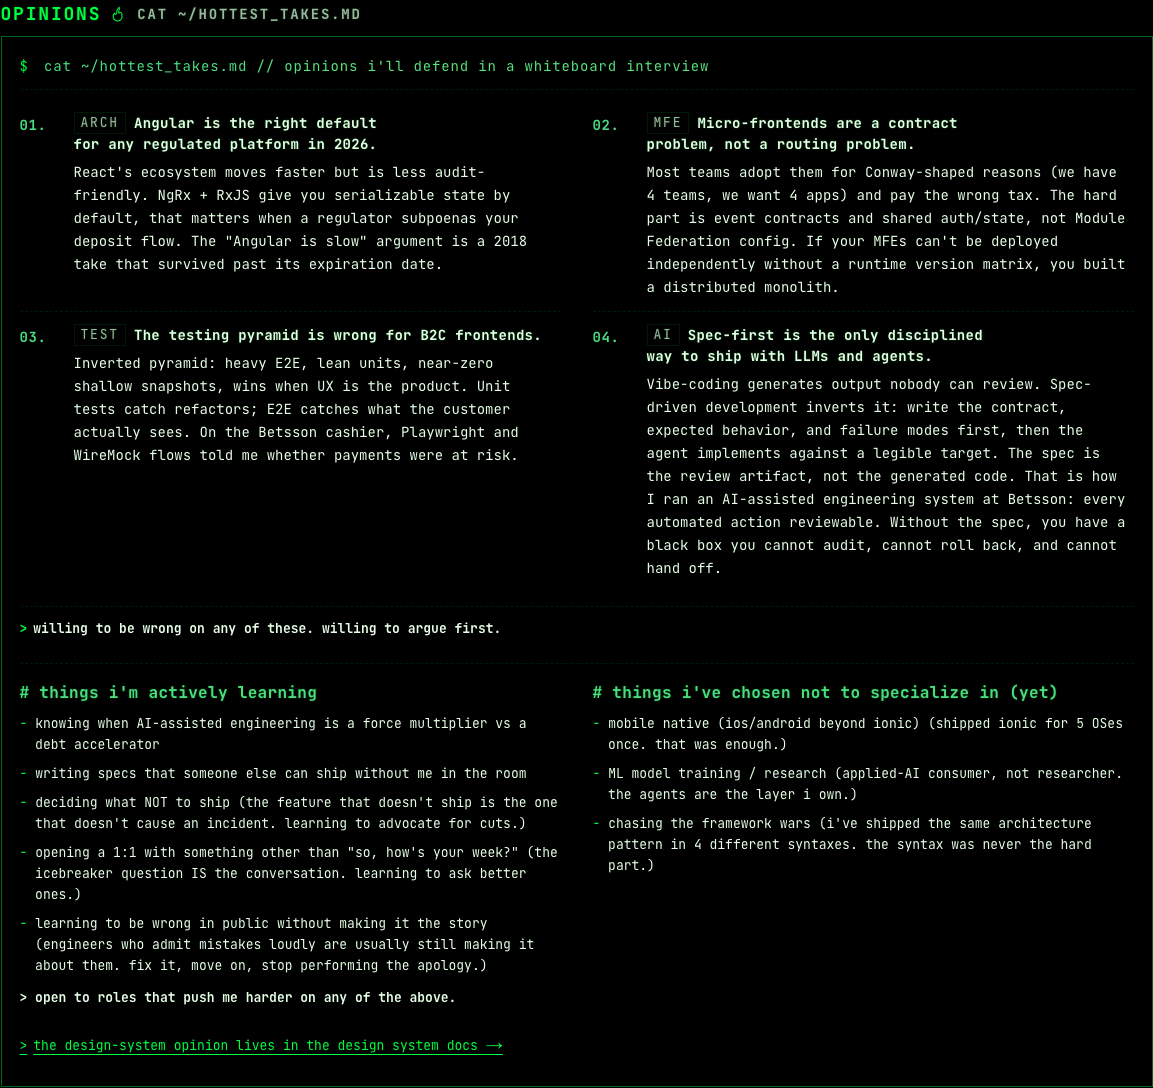 OPINIONS CAT ~/HOTTEST_TAKES.MD
$ cat ~/hottest_takes.md // opinions i'll defend in a whiteboard interview
01. ARCH Angular is the right default
for any regulated platform in 2026.
React's ecosystem moves faster but is less audit-
friendly. NgRx + RxJS give you serializable state by
default, that matters when a regulator subpoenas your
deposit flow. The "Angular is slow" argument is a 2018
take that survived past its expiration date.
02. MFE Micro-frontends are a contract
problem, not a routing problem.
Most teams adopt them for Conway-shaped reasons (we have
4 teams, we want 4 apps) and pay the wrong tax. The hard
part is event contracts and shared auth/state, not Module
Federation config. If your MFEs can't be deployed
independently without a runtime version matrix, you built
a distributed monolith.
03. TEST The testing pyramid is wrong for B2C frontends.
Inverted pyramid: heavy E2E, lean units, near-zero
shallow snapshots, wins when UX is the product. Unit
tests catch refactors; E2E catches what the customer
actually sees. On the Betsson cashier, Playwright and
WireMock flows told me whether payments were at risk.
04. AI Spec-first is the only disciplined
way to ship with LLMs and agents.
Vibe-coding generates output nobody can review. Spec-
driven development inverts it: write the contract,
expected behavior, and failure modes first, then the
agent implements against a legible target. The spec is
the review artifact, not the generated code. That is how
I ran an AI-assisted engineering system at Betsson: every
automated action reviewable. Without the spec, you have a
black box you cannot audit, cannot roll back, and cannot
hand off.
> willing to be wrong on any of these. willing to argue first.
# things i'm actively learning
- knowing when AI-assisted engineering is a force multiplier vs a
debt accelerator
- writing specs that someone else can ship without me in the room
- deciding what NOT to ship (the feature that doesn't ship is the one
that doesn't cause an incident. learning to advocate for cuts.)
- opening a 1:1 with something other than "so, how's your week?" (the
icebreaker question IS the conversation. learning to ask better
ones.)
- learning to be wrong in public without making it the story
(engineers who admit mistakes loudly are usually still making it
about them. fix it, move on, stop performing the apology.)
> open to roles that push me harder on any of the above.
# things i've chosen not to specialize in (yet)
- mobile native (ios/android beyond ionic) (shipped ionic for 5 OSes
once. that was enough.)
- ML model training / research (applied-AI consumer, not researcher.
the agents are the layer i own.)
- chasing the framework wars (i've shipped the same architecture
pattern in 4 different syntaxes. the syntax was never the hard
part.)
> the design-system opinion lives in the design system docs →